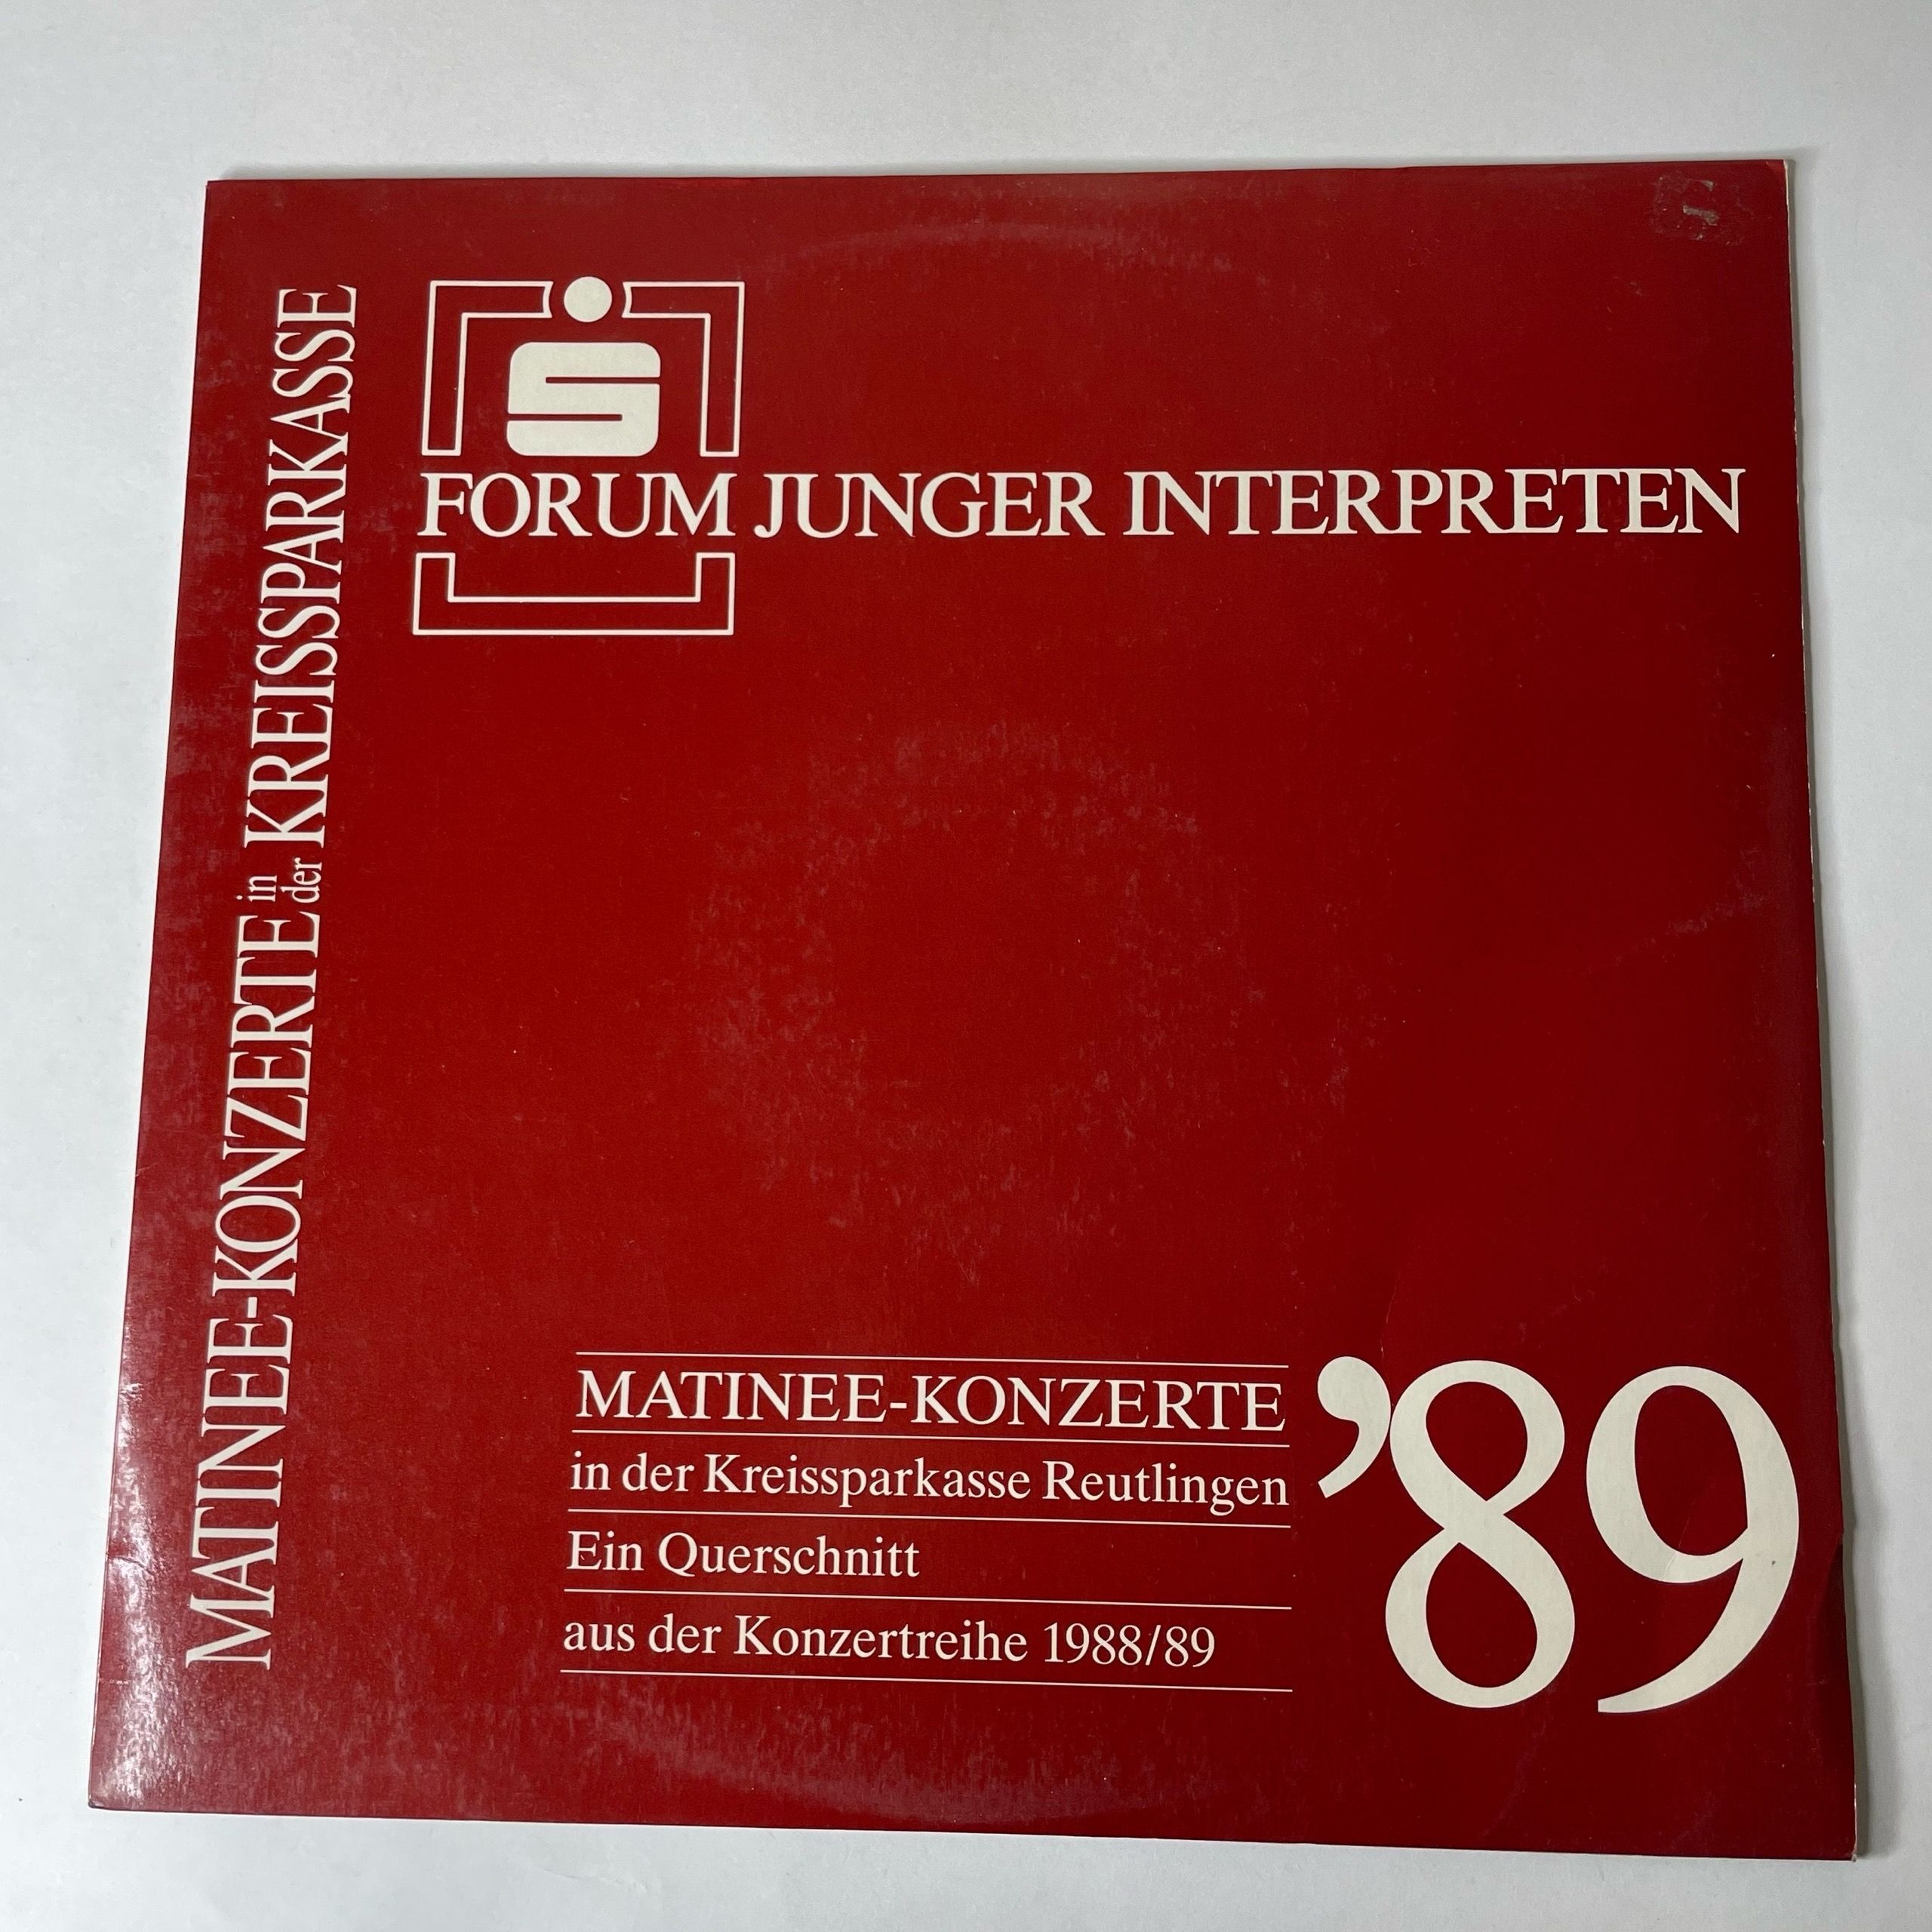 MATINEE-KONZERTE in der KREISSPARKASSE
S
FORUM JUNGER INTERPRETEN
MATINEE-KONZERTE
in der Kreissparkasse Reutlingen
Ein Querschnitt
aus der Konzertreihe 1988/89
’89